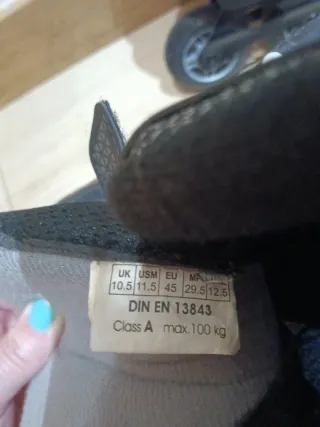 UK USM EU
10.5 11.5 45 29.5 12.5
DIN EN 13843
Class A max.100 kg